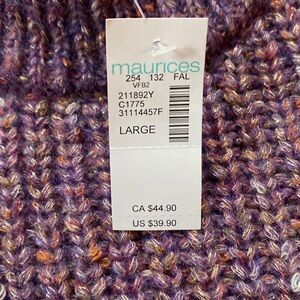 maurices
254 132 FAL
VFB2
211892Y
C1775
31114457F
LARGE
CA $44.90
US $39.90